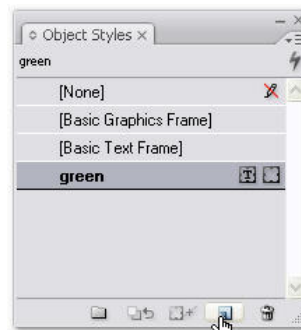 Object Styles
green
[None]
[Basic Graphics Frame]
[Basic Text Frame]
green